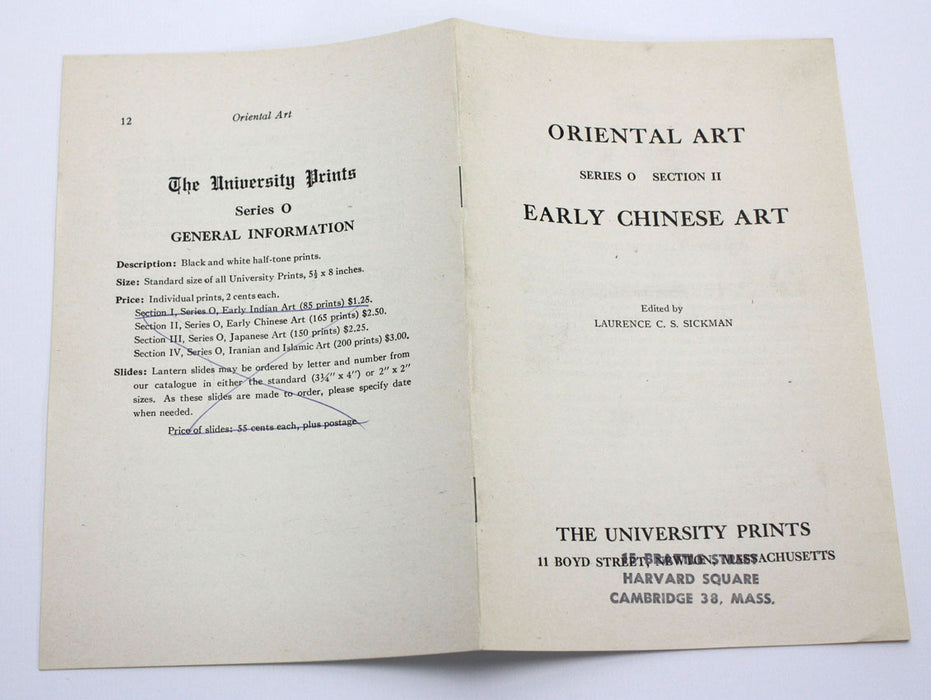 12
Oriental Art
The University Prints
Series O
GENERAL INFORMATION
Description: Black and white half-tone prints.
Size: Standard size of all University Prints, 5½ x 8 inches.
Price: Individual prints, 2 cents each.
Section I, Series O, Early Indian Art (85 prints) $1.25.
Section II, Series O, Early Chinese Art (165 prints) $2.50.
Section III, Series O, Japanese Art (150 prints) $2.25.
Section IV, Series O, Iranian and Islamic Art (200 prints) $3.00.
Slides: Lantern slides may be ordered by letter and number from
our catalogue in either the standard (3¼" x 4") or 2" x 2"
sizes. As these slides are made to order, please specify date
when needed.
Price of slides: 55 cents each, plus postage.
ORIENTAL ART
SERIES O SECTION II
EARLY CHINESE ART
Edited by
LAURENCE C. S. SICKMAN
THE UNIVERSITY PRINTS
11 BOYD STREET, NEWTON, MASSACHUSETTS
15 BRATTLE STREET
HARVARD SQUARE
CAMBRIDGE 38, MASS.